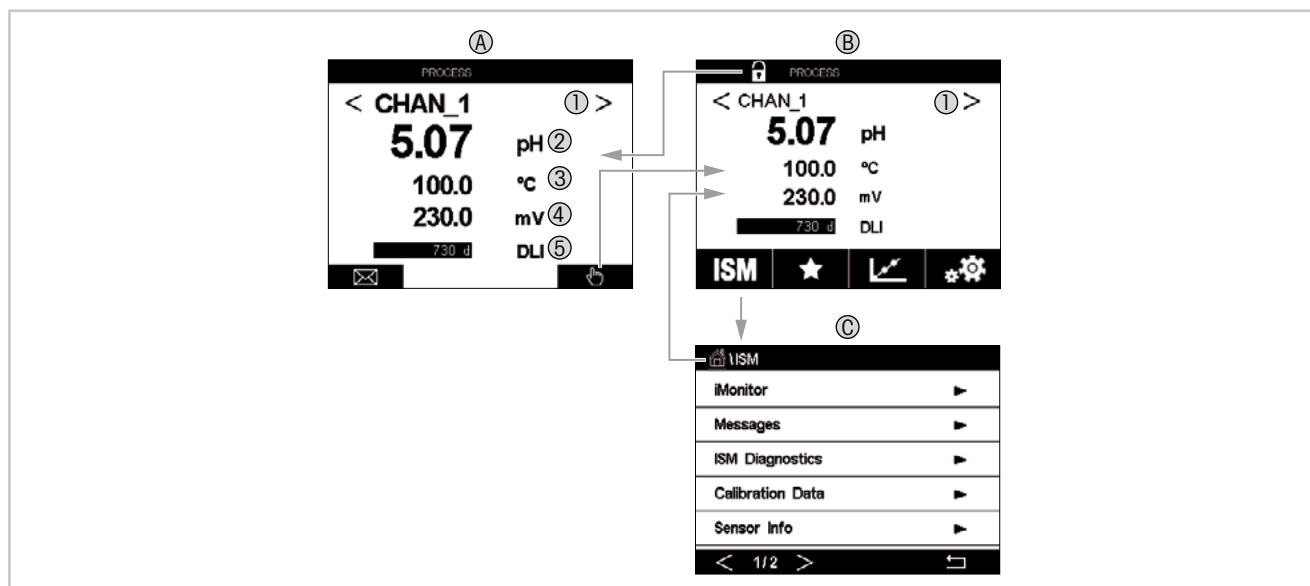 Ⓐ
PROCESS
< CHAN_1 ① >
5.07 pH ②
100.0 °C ③
230.0 mV ④
730 d DLI ⑤
Ⓑ
PROCESS
< CHAN_1 ① >
5.07 pH
100.0 °C
230.0 mV
730 d DLI
ISM
Ⓒ
\ISM
iMonitor
Messages
ISM Diagnostics
Calibration Data
Sensor Info
< 1/2 >